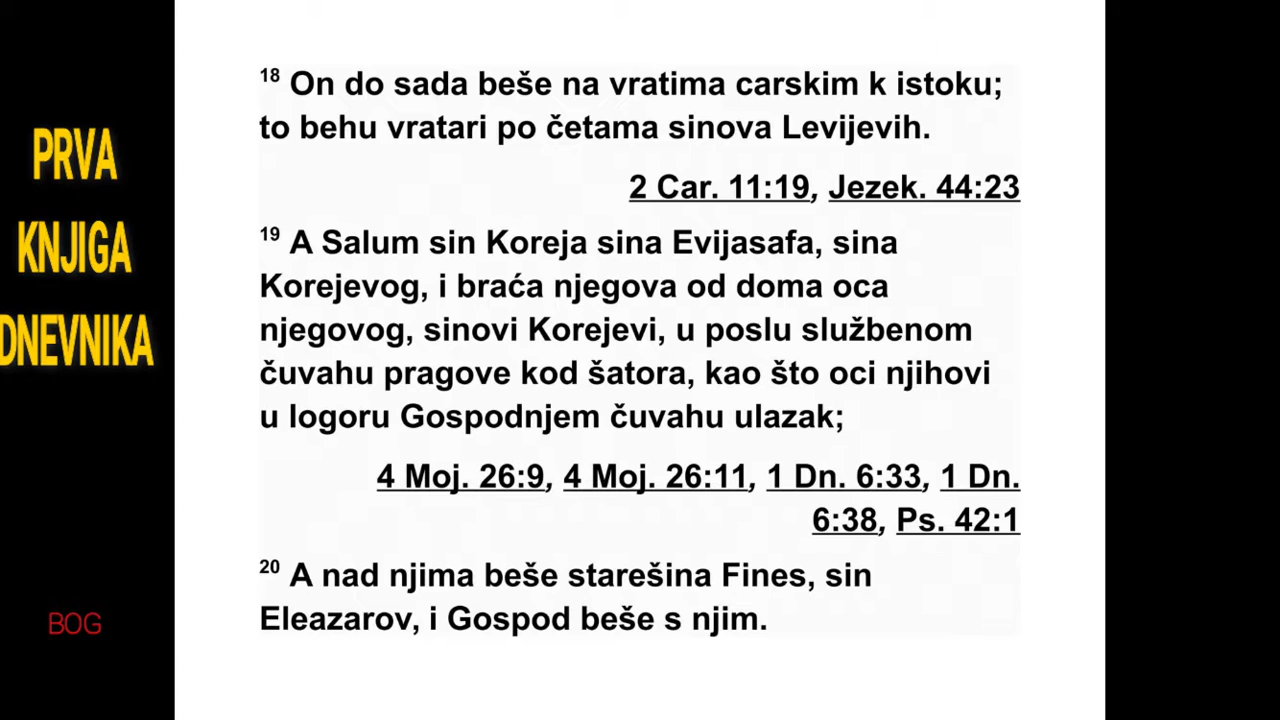 PRVA
KNJIGA
DNEVNIKA
BOG
18 On do sada beše na vratima carskim k istoku;
to behu vratari po četama sinova Levijevih.
2 Car. 11:19, Jezek. 44:23
19 A Salum sin Koreja sina Evijasafa, sina
Korejevog, i braća njegova od doma oca
njegovog, sinovi Korejevi, u poslu službenom
čuvahu pragove kod šatora, kao što oci njihovi
u logoru Gospodnjem čuvahu ulazak;
4 Moj. 26:9, 4 Moj. 26:11, 1 Dn. 6:33, 1 Dn.
6:38, Ps. 42:1
20 A nad njima beše starešina Fines, sin
Eleazarov, i Gospod beše s njim.